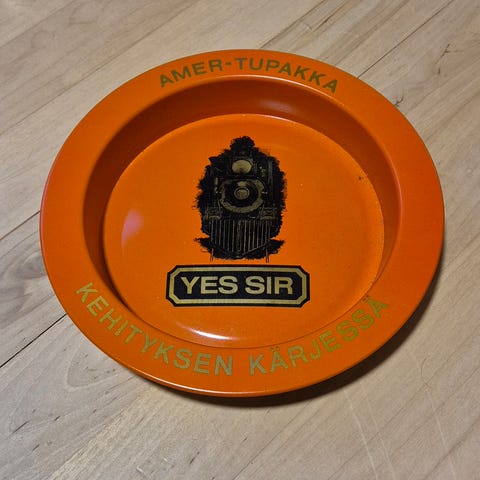 AMER-TUPAKKA
YES SIR
KEHITYKSEN KÄRJESSÄ